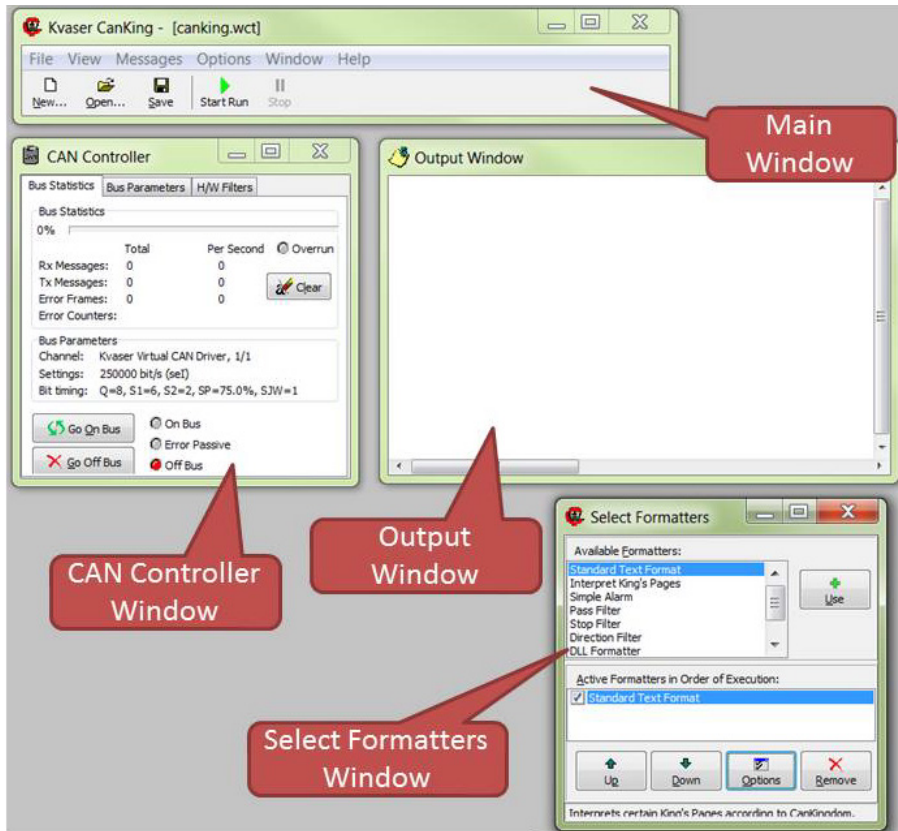 Kvaser CanKing - [canking.wct]
File View Messages Options Window Help
New... Open... Save Start Run Stop
Main
Window
CAN Controller
Bus Statistics Bus Parameters H/W Filters
Bus Statistics
0%
Total Per Second Overrun
Rx Messages: 0 0
Tx Messages: 0 0
Clear
Error Frames: 0 0
Error Counters:
Bus Parameters
Channel: Kvaser Virtual CAN Driver, 1/1
Settings: 250000 bit/s (sel)
Bit timing: Q=8, S1=6, S2=2, SP=75.0%, SJW=1
Go On Bus
On Bus
Error Passive
Go Off Bus
Off Bus
CAN Controller
Window
Output Window
Output
Window
Select Formatters
Available Formatters:
Standard Text Format
Interpret King's Pages
Simple Alarm
Pass Filter
Stop Filter
Direction Filter
DLL Formatter
Use
Active Formatters in Order of Execution:
Standard Text Format
Up Down Options Remove
Interprets certain King's Pages according to CanKingdom.
Select Formatters
Window